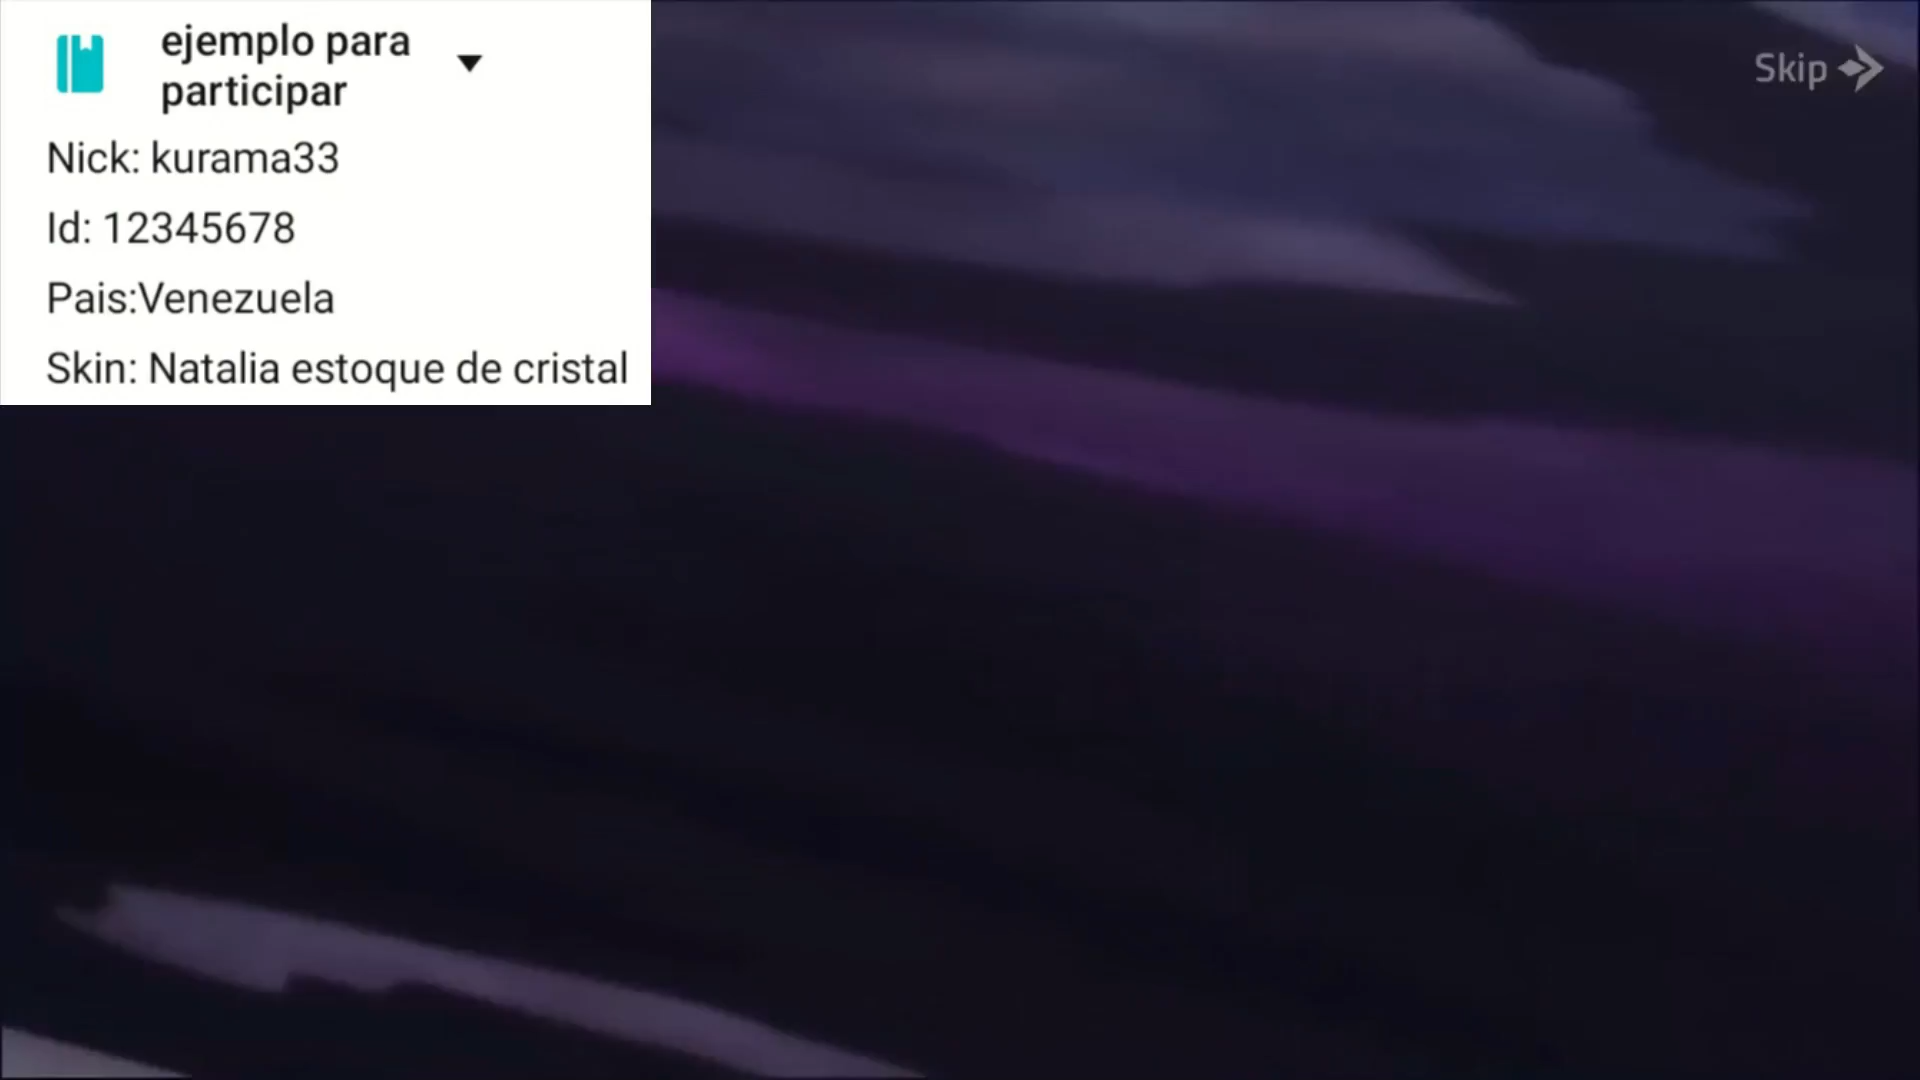 ejemplo para
participar
Nick: kurama33
Id: 12345678
Pais:Venezuela
Skin: Natalia estoque de cristal
Skip